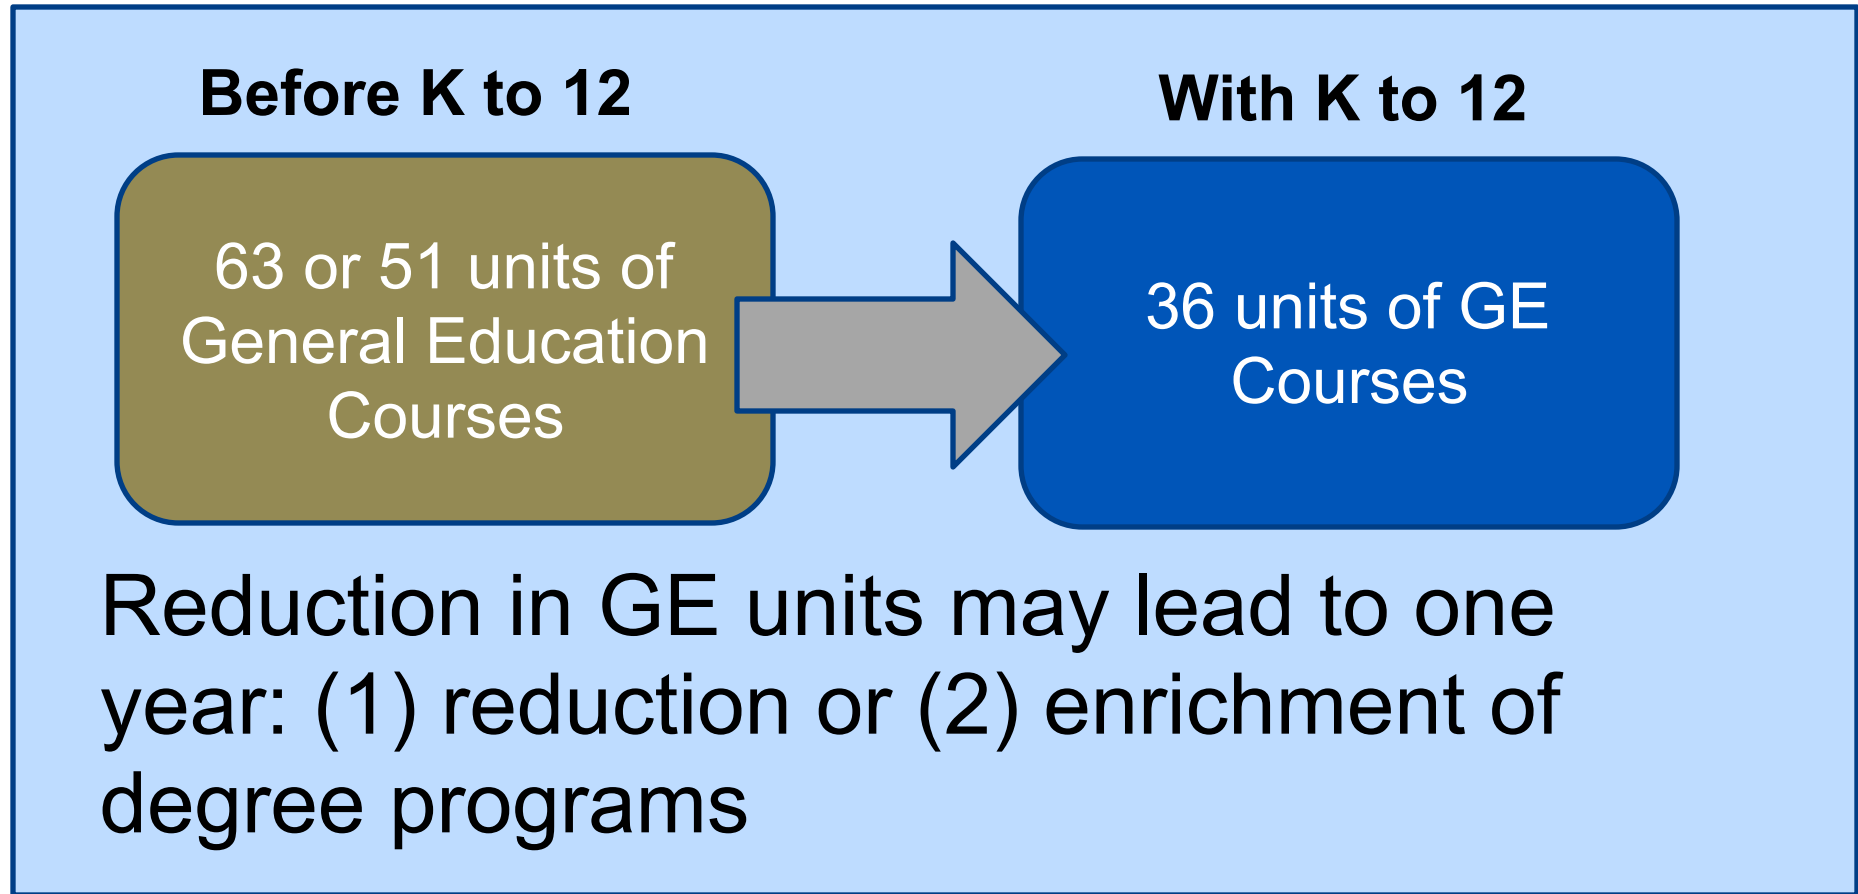 Before K to 12
With K to 12
63 or 51 units of
General Education
Courses
36 units of GE
Courses
Reduction in GE units may lead to one
year: (1) reduction or (2) enrichment of
degree programs